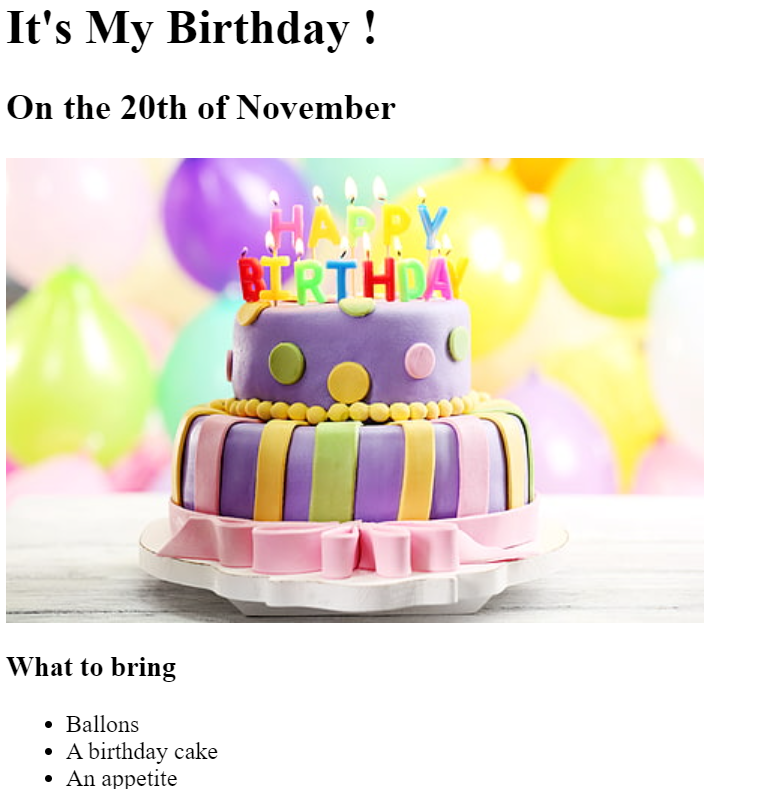 It's My Birthday !
On the 20th of November
HAPPY
BIRTHDAY
What to bring
Ballons
A birthday cake
An appetite